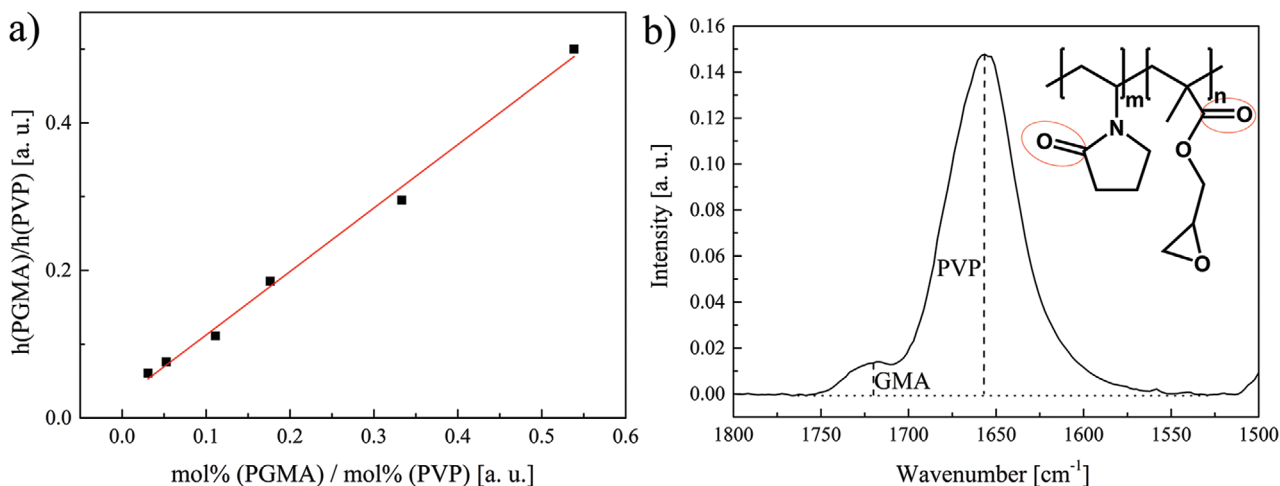 a)
h(PGMA)/h(PVP) [a. u.]
0.4
0.2
0.0
0.0 0.1 0.2 0.3 0.4 0.5 0.6
mol% (PGMA) / mol% (PVP) [a. u.]
b)
Intensity [a. u.]
0.16
0.14
0.12
0.10
0.08
0.06
0.04
0.02
0.00
PVP
GMA
m
n
O
N
O
O
O
1800 1750 1700 1650 1600 1550 1500
Wavenumber [cm-1]